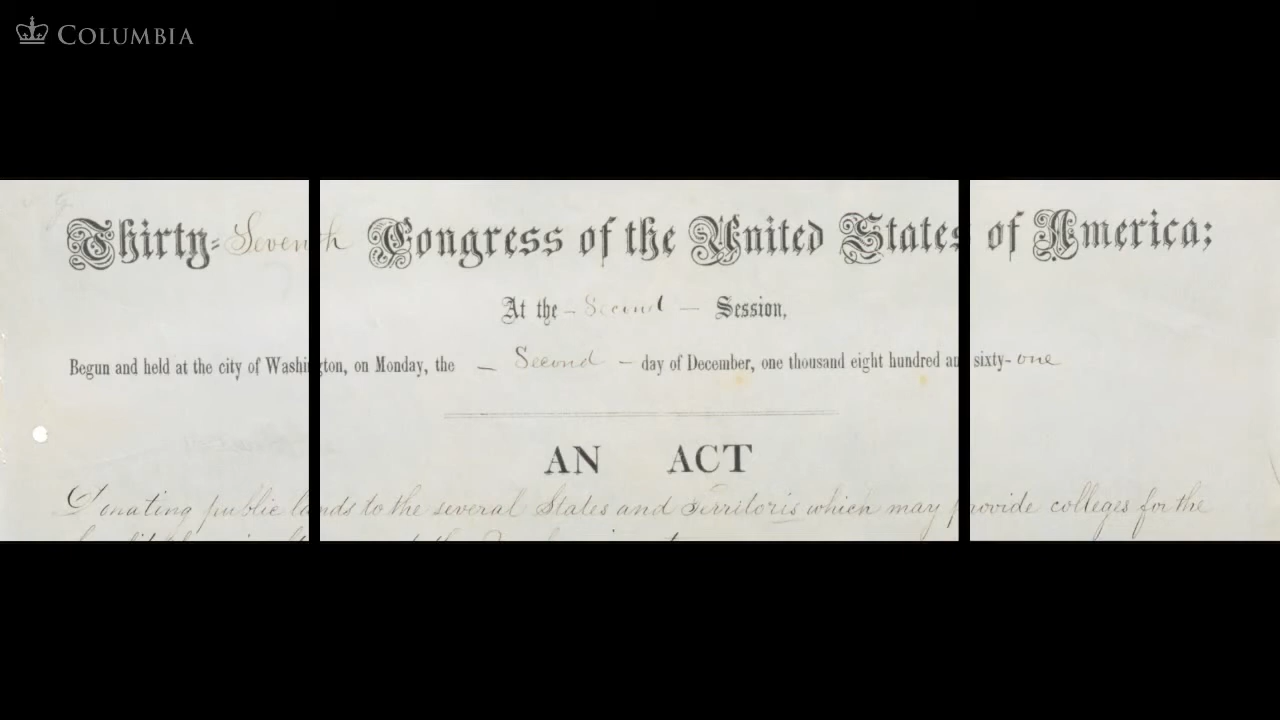 COLUMBIA
Thirty-Seventh Congress of the United States of America;
At the - Second - Session,
Begun and held at the city of Washington, on Monday, the - Second - day of December, one thousand eight hundred and sixty-one
AN ACT
Donating public lands to the several States and Territories which may provide colleges for the